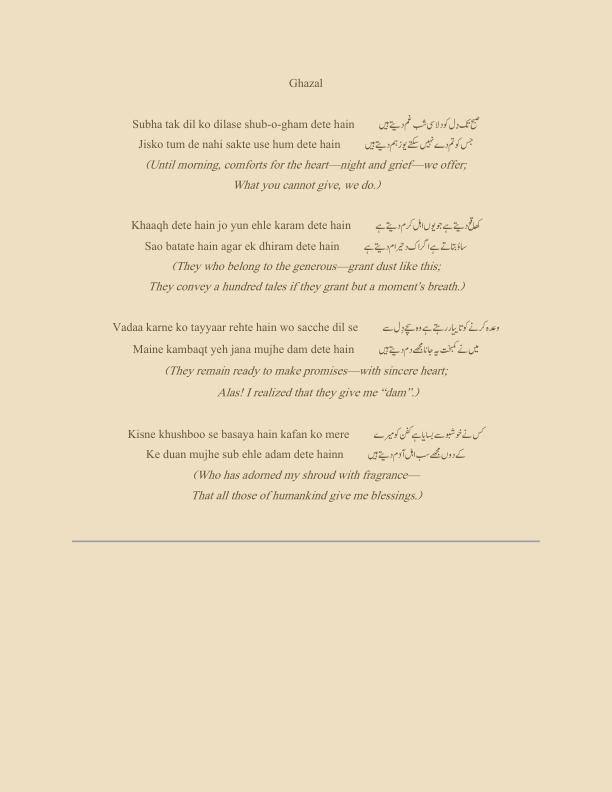 Ghazal
Subha tak dil ko dilase shub-o-gham dete hain صبح تک دِل کو دلاسی شب غم دیتے ہیں
Jisko tum de nahi sakte use hum dete hain جس کو تم دے نہیں سکتے یوز ہم دیتے ہیں
(Until morning, comforts for the heart—night and grief—we offer;
What you cannot give, we do.)
Khaaqh dete hain jo yun ehle karam dete hain کھاقح دیتے ہے جو یوں اہل کرم دیتے ہے
Sao batate hain agar ek dhiram dete hain ساؤ بتاتے ہے اگر اک دحیرام دیتے ہے
(They who belong to the generous—grant dust like this;
They convey a hundred tales if they grant but a moment's breath.)
Vadaa karne ko tayyaar rehte hain wo sacche dil se وعدہ کرنے کو تاییار رہتے ہے وہ سچے دِل سے
Maine kambaqt yeh jana mujhe dam dete hain میں نے کمبخت یہ جانا مجھے دم دیتے ہیں
(They remain ready to make promises—with sincere heart;
Alas! I realized that they give me “dam”.)
Kisne khushboo se basaya hain kafan ko mere کس نے خوشبو سے بسایا ہے کفن کو میرے
Ke duan mujhe sub ehle adam dete hainn کے دوں مجھے سب اہل آدم دیتے ہیں
(Who has adorned my shroud with fragrance—
That all those of humankind give me blessings.)